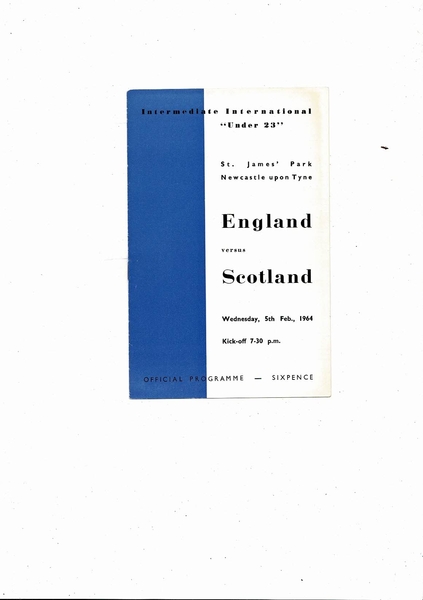 Intermediate International
"Under 23"
St. James' Park
Newcastle upon Tyne
England
versus
Scotland
Wednesday, 5th Feb., 1964
Kick-off 7-30 p.m.
OFFICIAL PROGRAMME — SIXPENCE